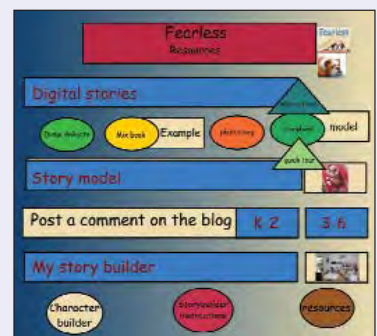 Fearless
Resources
Fearless
Digital stories
Mixbook
Example
model
quick tour
Story model
Post a comment on the blog
K 2
3 6
My story builder
Character
builder
Storybuilder
instructions
resources